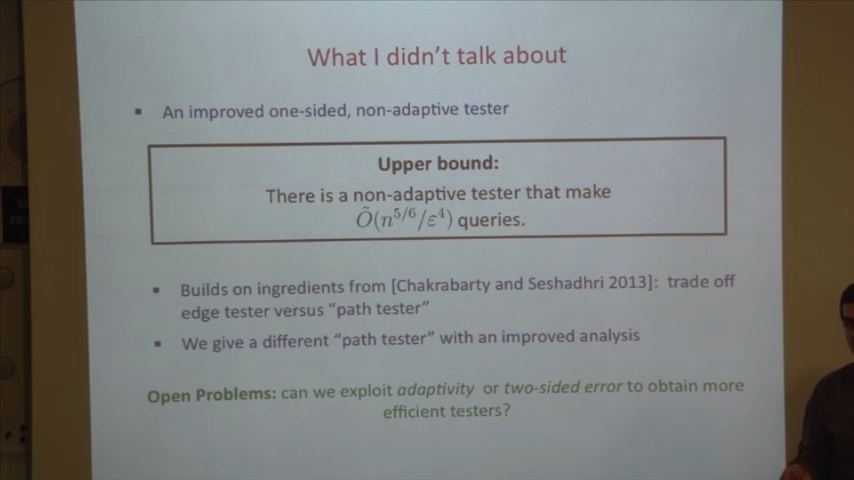 What I didn't talk about
▪ An improved one-sided, non-adaptive tester
Upper bound:
There is a non-adaptive tester that make
Õ(n^{5/6}/ε^4) queries.
▪ Builds on ingredients from [Chakrabarty and Seshadhri 2013]: trade off
edge tester versus "path tester"
▪ We give a different "path tester" with an improved analysis
Open Problems: can we exploit adaptivity or two-sided error to obtain more
efficient testers?